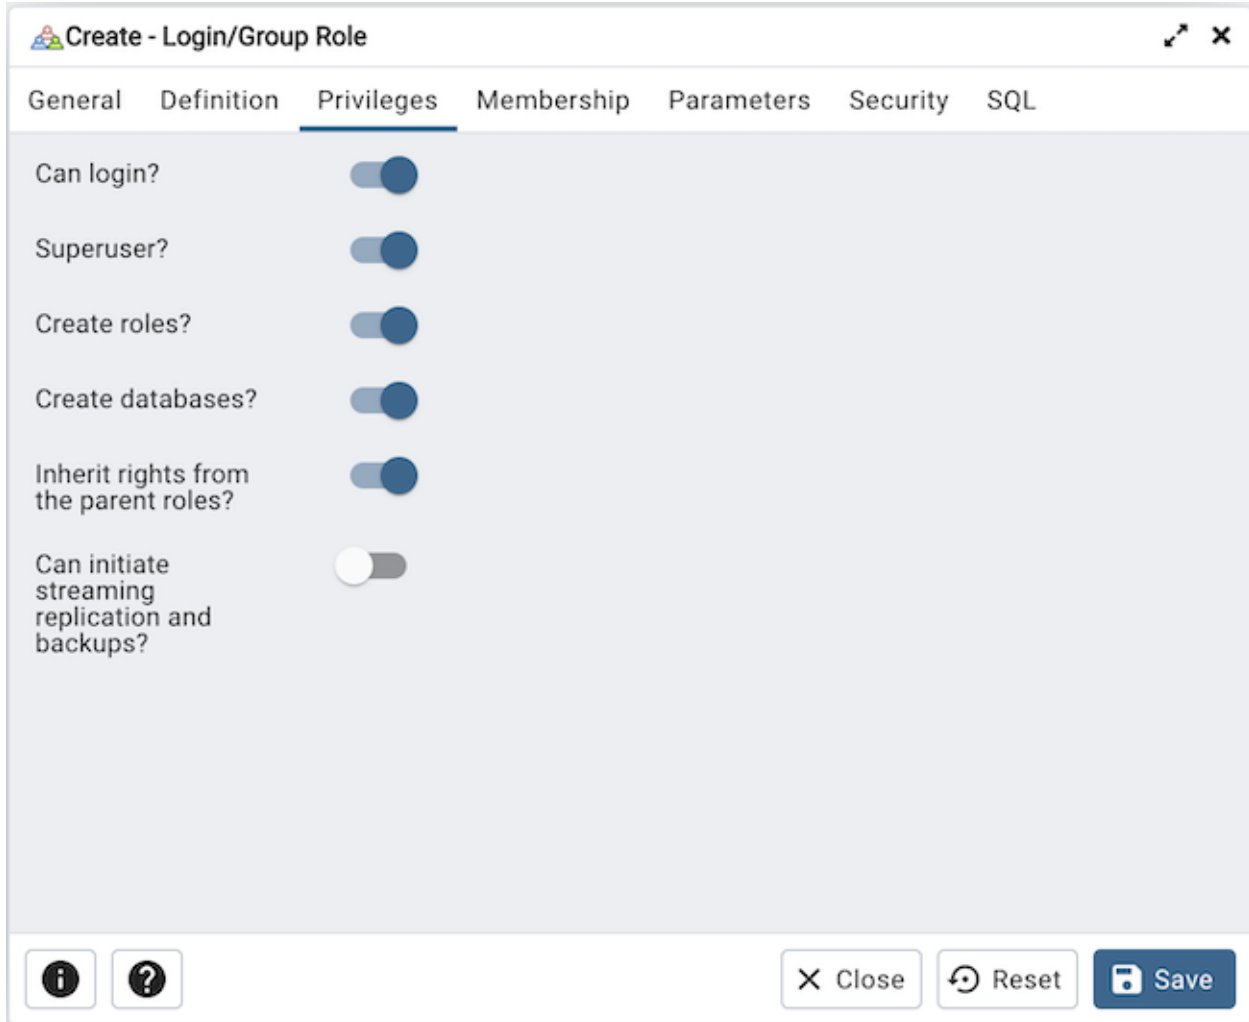 Create - Login/Group Role
General Definition Privileges Membership Parameters Security SQL
Can login?
Superuser?
Create roles?
Create databases?
Inherit rights from
the parent roles?
Can initiate
streaming
replication and
backups?
Close Reset Save